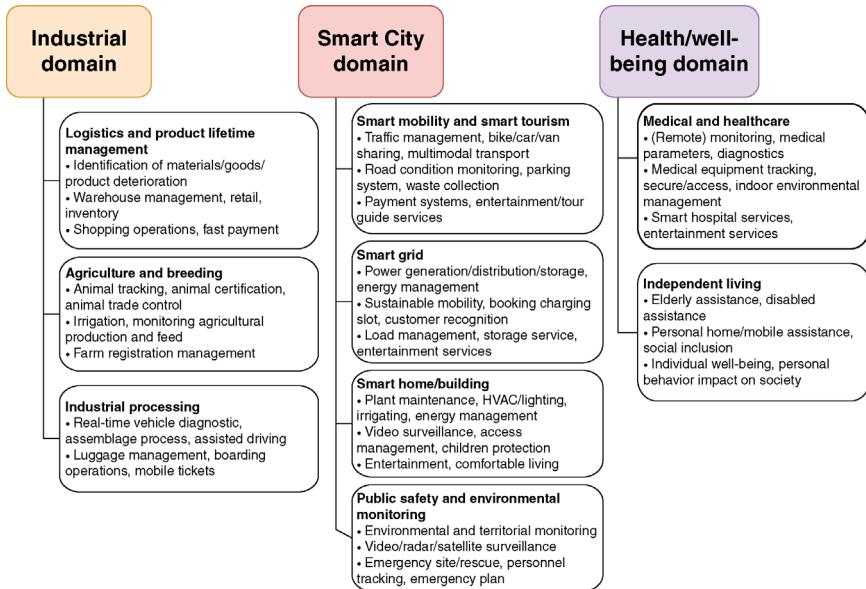 Industrial
domain
Logistics and product lifetime
management
• Identification of materials/goods/
product deterioration
• Warehouse management, retail,
inventory
• Shopping operations, fast payment
Agriculture and breeding
• Animal tracking, animal certification,
animal trade control
• Irrigation, monitoring agricultural
production and feed
• Farm registration management
Industrial processing
• Real-time vehicle diagnostic,
assemblage process, assisted driving
• Luggage management, boarding
operations, mobile tickets
Smart City
domain
Smart mobility and smart tourism
• Traffic management, bike/car/van
sharing, multimodal transport
• Road condition monitoring, parking
system, waste collection
• Payment systems, entertainment/tour
guide services
Smart grid
• Power generation/distribution/storage,
energy management
• Sustainable mobility, booking charging
slot, customer recognition
• Load management, storage service,
entertainment services
Smart home/building
• Plant maintenance, HVAC/lighting,
irrigating, energy management
• Video surveillance, access
management, children protection
• Entertainment, comfortable living
Public safety and environmental
monitoring
• Environmental and territorial monitoring
• Video/radar/satellite surveillance
• Emergency site/rescue, personnel
tracking, emergency plan
Health/well-
being domain
Medical and healthcare
• (Remote) monitoring, medical
parameters, diagnostics
• Medical equipment tracking,
secure/access, indoor environmental
management
• Smart hospital services,
entertainment services
Independent living
• Elderly assistance, disabled
assistance
• Personal home/mobile assistance,
social inclusion
• Individual well-being, personal
behavior impact on society